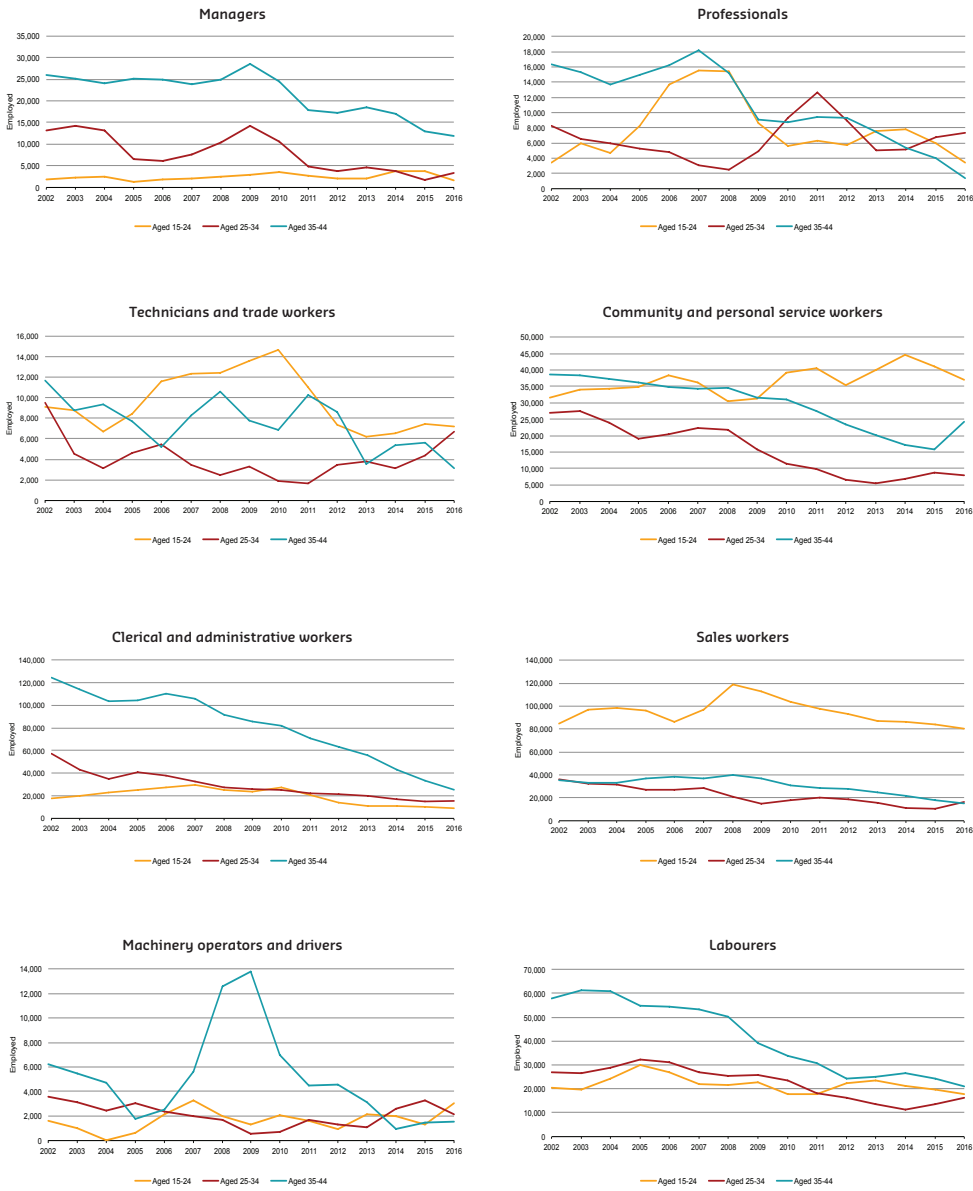 Managers
35,000
30,000
25,000
20,000
15,000
10,000
5,000
0
Employed
2002 2003 2004 2005 2006 2007 2008 2009 2010 2011 2012 2013 2014 2015 2016
Aged 15-24 Aged 25-34 Aged 35-44
Professionals
20,000
18,000
16,000
14,000
12,000
10,000
8,000
6,000
4,000
2,000
0
Employed
2002 2003 2004 2005 2006 2007 2008 2009 2010 2011 2012 2013 2014 2015 2016
Aged 15-24 Aged 25-34 Aged 35-44
Technicians and trade workers
16,000
14,000
12,000
10,000
8,000
6,000
4,000
2,000
0
Employed
2002 2003 2004 2005 2006 2007 2008 2009 2010 2011 2012 2013 2014 2015 2016
Aged 15-24 Aged 25-34 Aged 35-44
Community and personal service workers
50,000
45,000
40,000
35,000
30,000
25,000
20,000
15,000
10,000
5,000
0
Employed
2002 2003 2004 2005 2006 2007 2008 2009 2010 2011 2012 2013 2014 2015 2016
Aged 15-24 Aged 25-34 Aged 35-44
Clerical and administrative workers
140,000
120,000
100,000
80,000
60,000
40,000
20,000
0
Employed
2002 2003 2004 2005 2006 2007 2008 2009 2010 2011 2012 2013 2014 2015 2016
Aged 15-24 Aged 25-34 Aged 35-44
Sales workers
140,000
120,000
100,000
80,000
60,000
40,000
20,000
0
Employed
2002 2003 2004 2005 2006 2007 2008 2009 2010 2011 2012 2013 2014 2015 2016
Aged 15-24 Aged 25-34 Aged 35-44
Machinery operators and drivers
14,000
12,000
10,000
8,000
6,000
4,000
2,000
0
Employed
2002 2003 2004 2005 2006 2007 2008 2009 2010 2011 2012 2013 2014 2015 2016
Aged 15-24 Aged 25-34 Aged 35-44
Labourers
70,000
60,000
50,000
40,000
30,000
20,000
10,000
0
Employed
2002 2003 2004 2005 2006 2007 2008 2009 2010 2011 2012 2013 2014 2015 2016
Aged 15-24 Aged 25-34 Aged 35-44